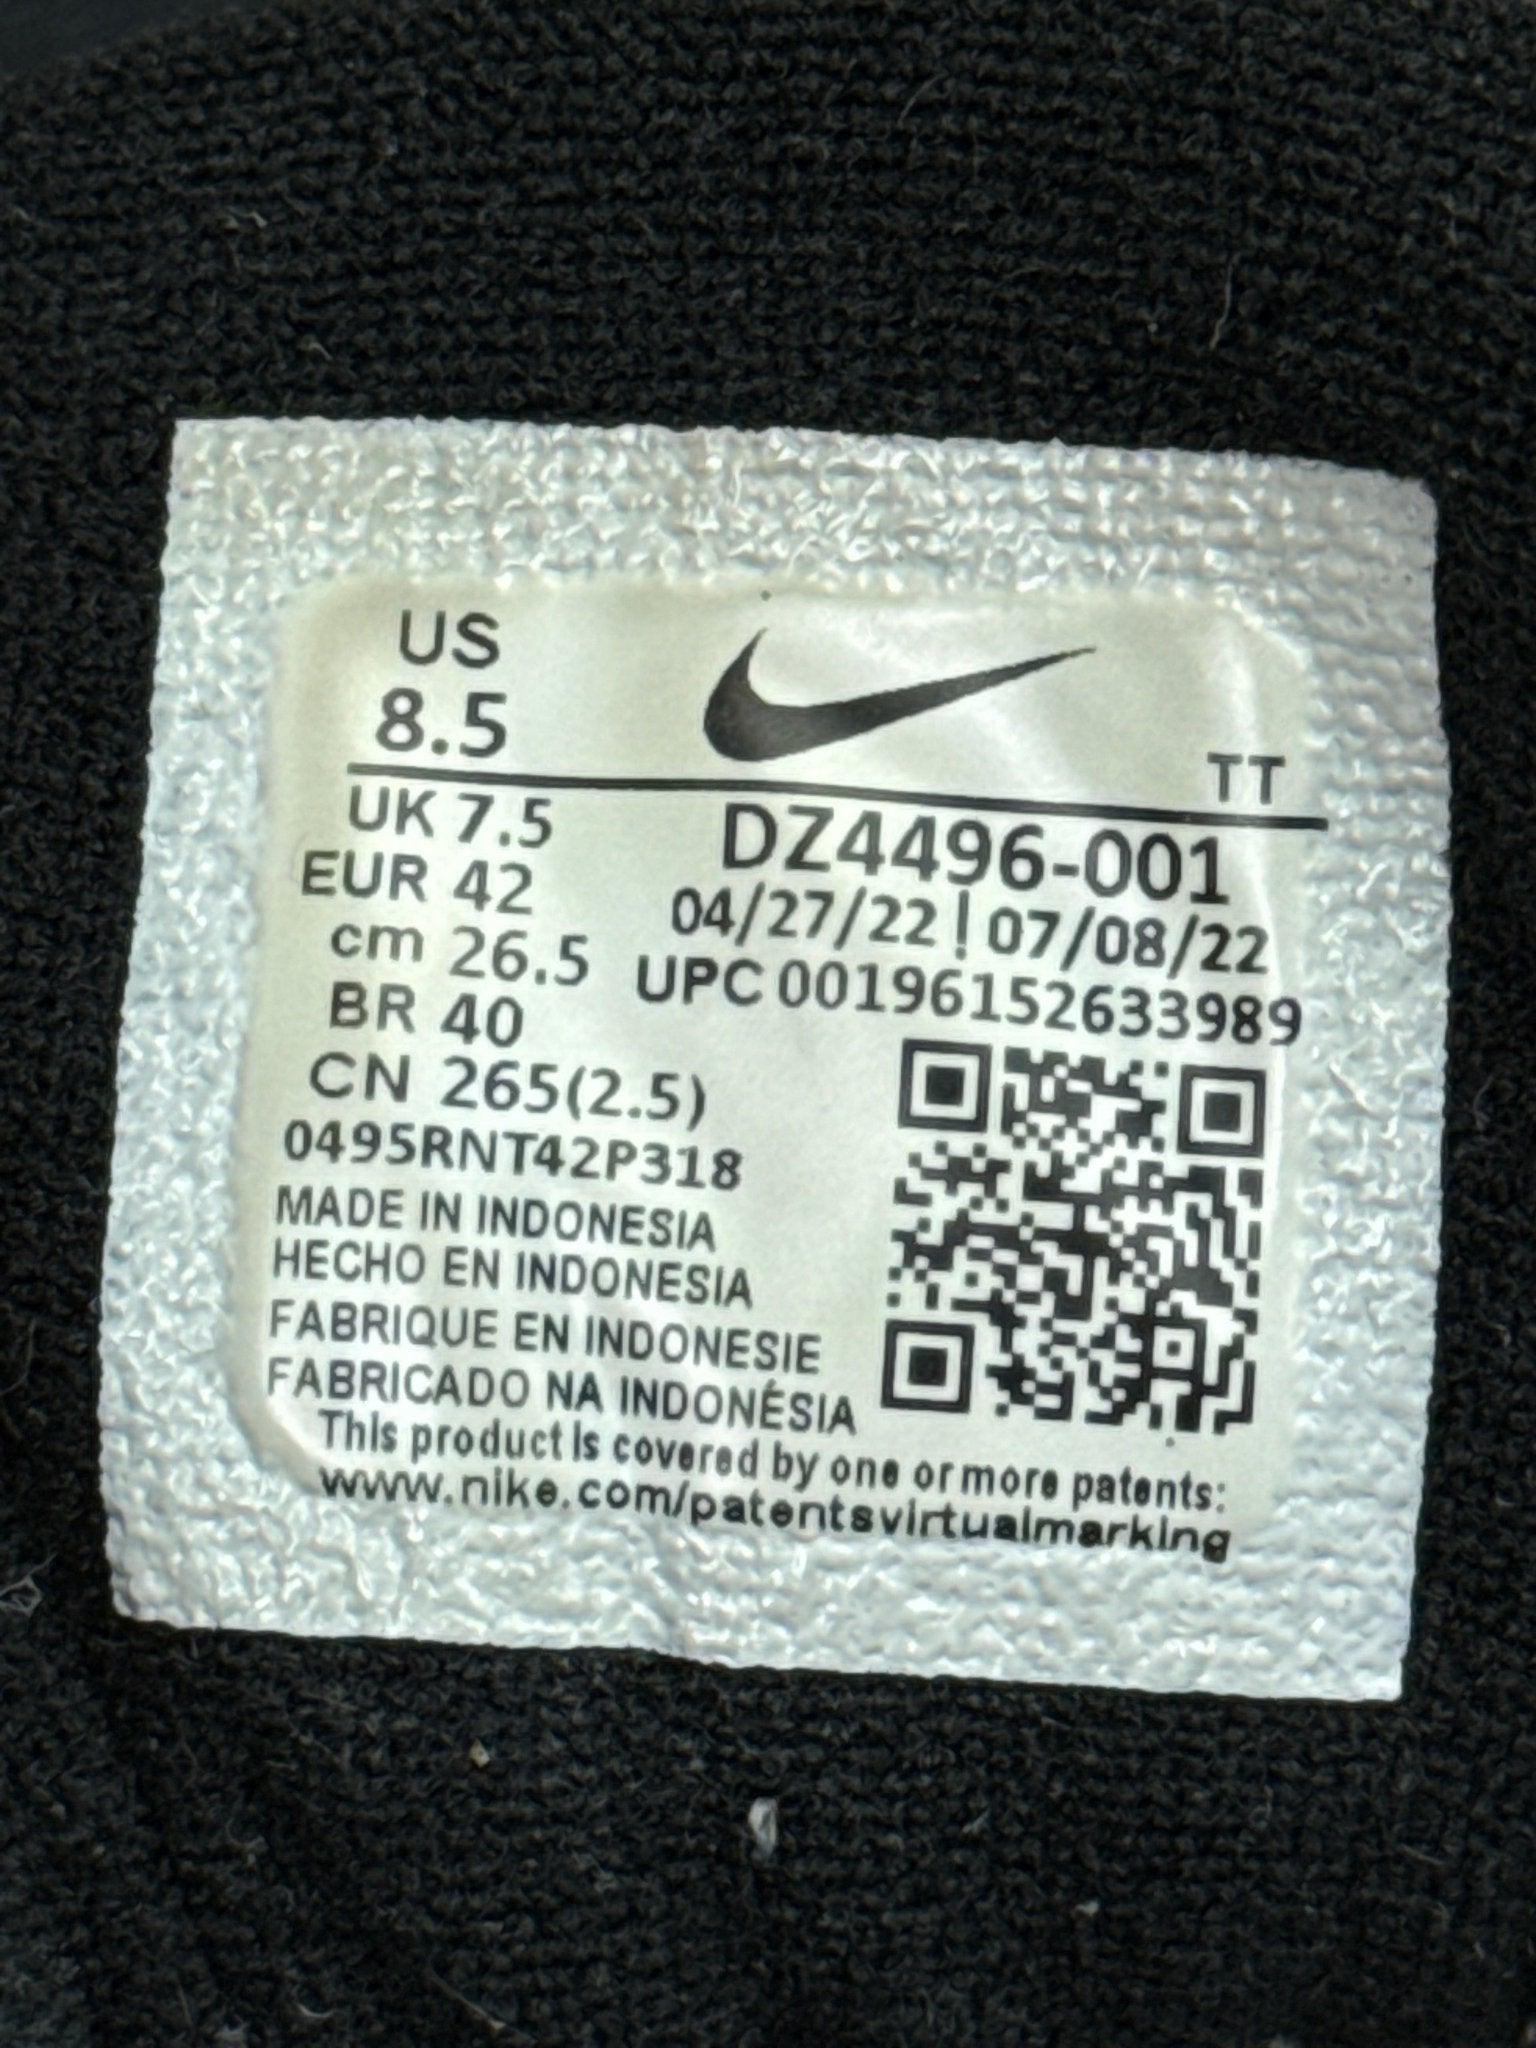 US
8.5
TT
UK 7.5
EUR 42
cm 26.5
BR 40
CN 265(2.5)
DZ4496-001
04/27/22 | 07/08/22
UPC 00196152633989
0495RNT42P318
MADE IN INDONESIA
HECHO EN INDONESIA
FABRIQUE EN INDONESIE
FABRICADO NA INDONÉSIA
This product is covered by one or more patents:
www.nike.com/patentsvirtualmarking